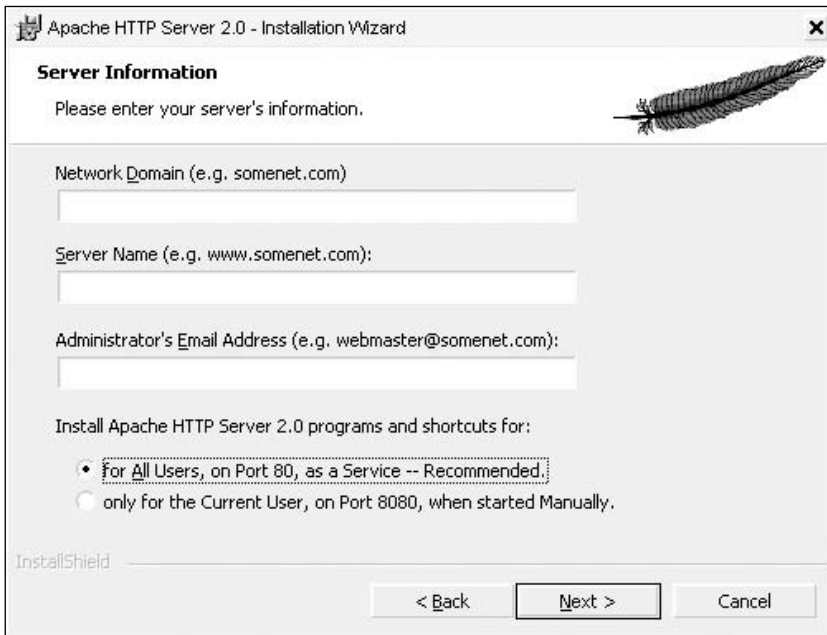 Apache HTTP Server 2.0 - Installation Wizard
Server Information
Please enter your server's information.
Network Domain (e.g. somenet.com)
Server Name (e.g. www.somenet.com):
Administrator's Email Address (e.g. webmaster@somenet.com):
Install Apache HTTP Server 2.0 programs and shortcuts for:
for All Users, on Port 80, as a Service -- Recommended.
only for the Current User, on Port 8080, when started Manually.
InstallShield
< Back Next > Cancel